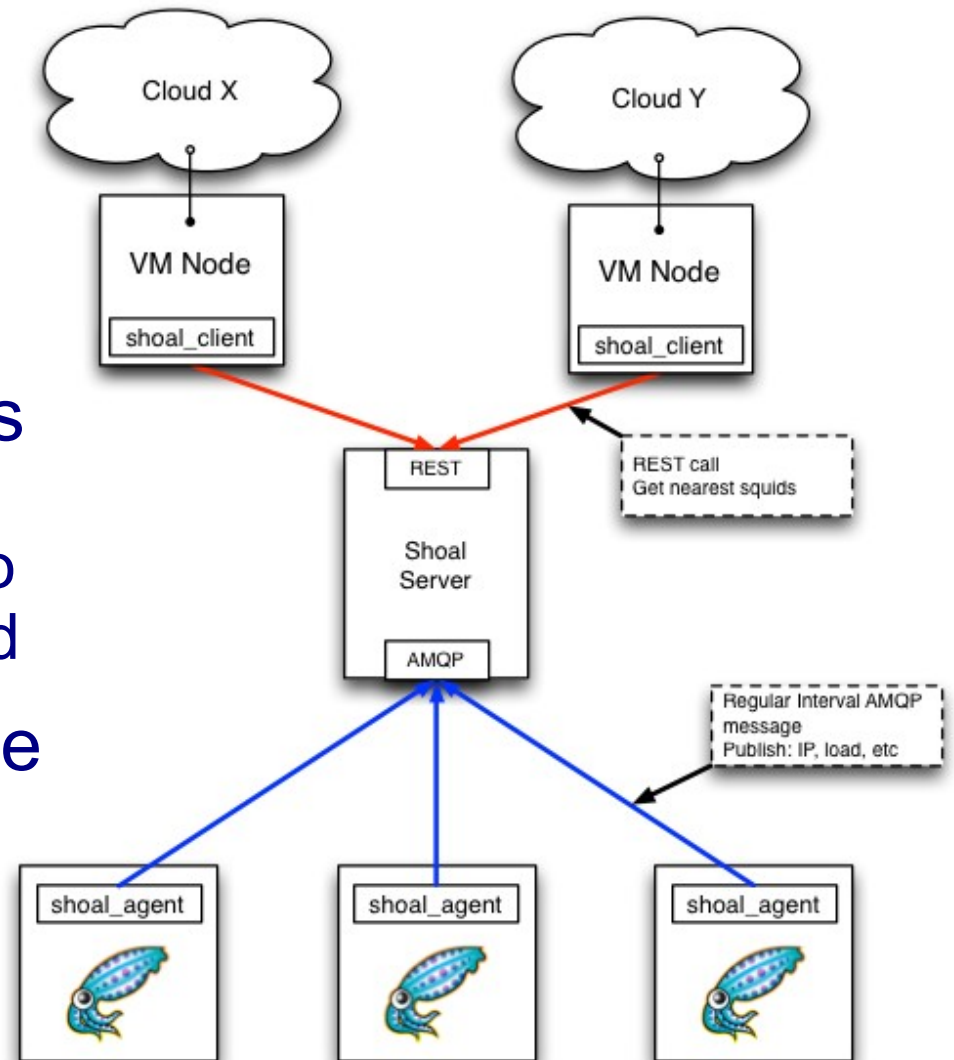 Cloud X
Cloud Y
VM Node
VM Node
shoal_client
shoal_client
REST
REST call
Get nearest squids
Shoal
Server
AMQP
Regular Interval AMQP
message
Publish: IP, load, etc
shoal_agent
shoal_agent
shoal_agent